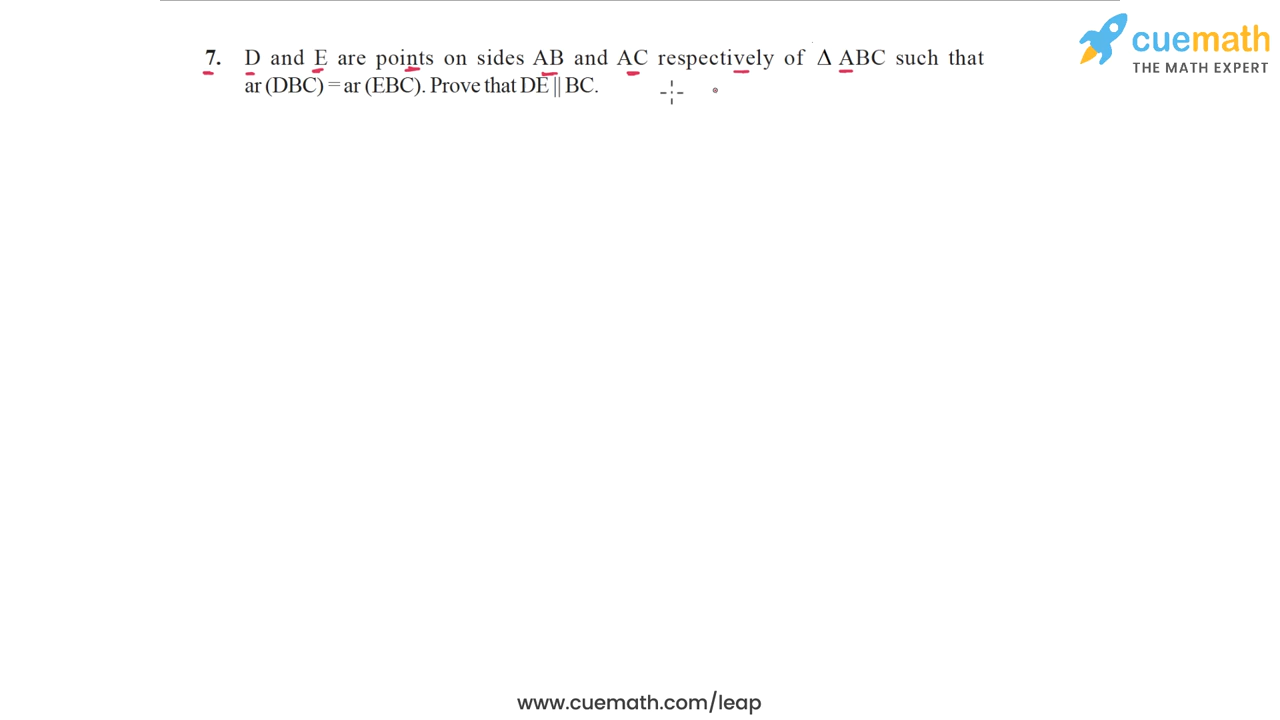 cuemath
THE MATH EXPERT
7. D and E are points on sides AB and AC respectively of Δ ABC such that
ar (DBC) = ar (EBC). Prove that DE || BC.
www.cuemath.com/leap